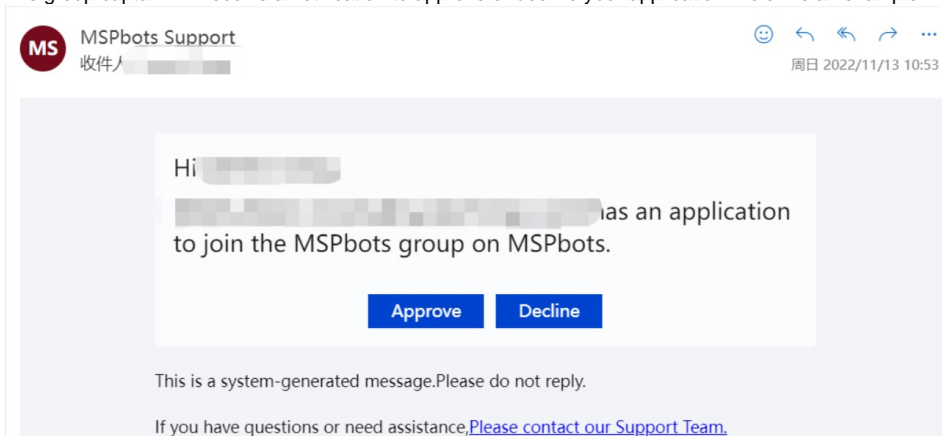 MS
MSPbots Support
收件人
周日 2022/11/13 10:53
Hi
has an application
to join the MSPbots group on MSPbots.
Approve
Decline
This is a system-generated message.Please do not reply.
If you have questions or need assistance,Please contact our Support Team.